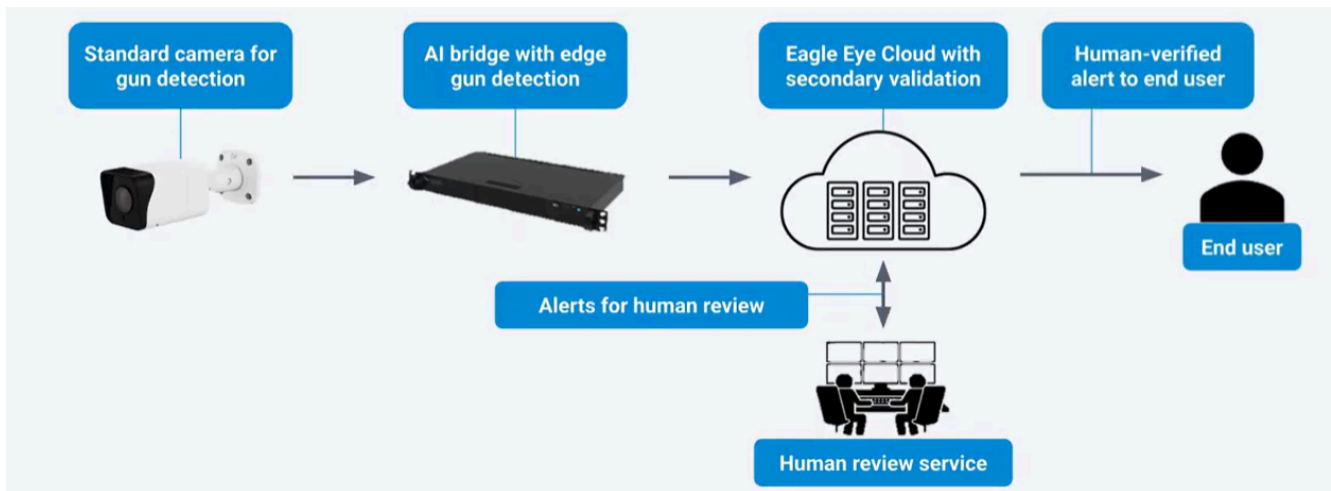 Standard camera for
gun detection
AI bridge with edge
gun detection
Eagle Eye Cloud with
secondary validation
Human-verified
alert to end user
End user
Alerts for human review
Human review service